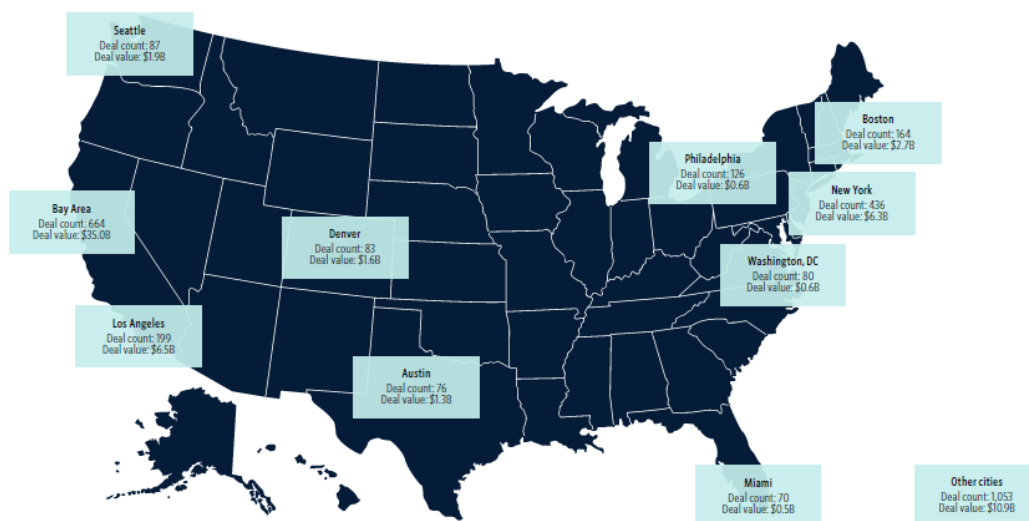 Seattle
Deal count: 87
Deal value: $1.9B
Boston
Deal count: 164
Deal value: $2.7B
Philadelphia
Deal count: 126
Deal value: $0.6B
New York
Deal count: 436
Deal value: $6.3B
Bay Area
Deal count: 664
Deal value: $35.0B
Denver
Deal count: 83
Deal value: $1.6B
Washington, DC
Deal count: 80
Deal value: $0.6B
Los Angeles
Deal count: 199
Deal value: $6.5B
Austin
Deal count: 76
Deal value: $1.3B
Miami
Deal count: 70
Deal value: $0.5B
Other cities
Deal count: 1,053
Deal value: $10.9B